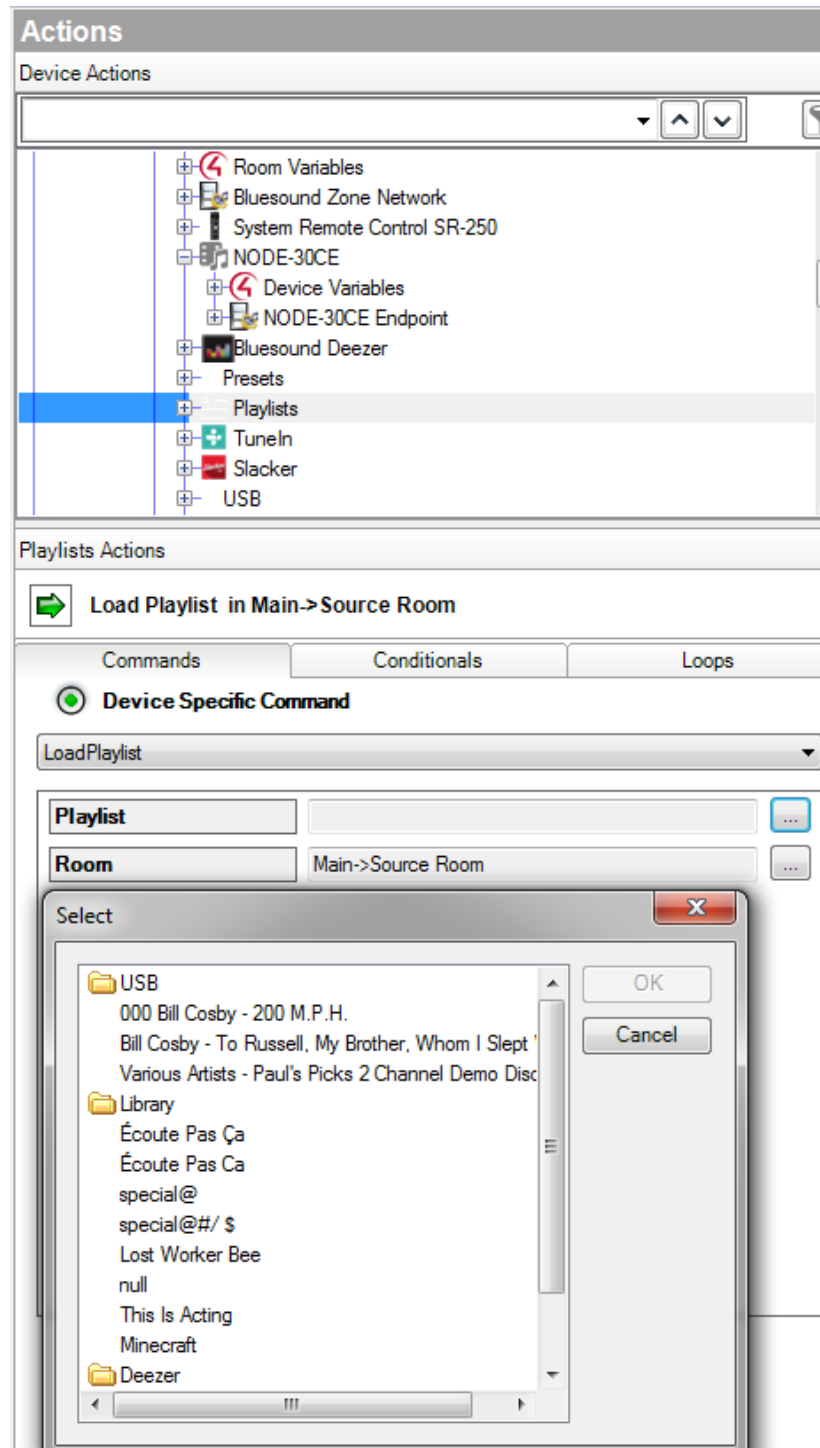 Actions
Device Actions
Room Variables
Bluesound Zone Network
System Remote Control SR-250
NODE-30CE
Device Variables
NODE-30CE Endpoint
Bluesound Deezer
Presets
Playlists
TuneIn
Slacker
USB
Playlists Actions
Load Playlist in Main->Source Room
Commands Conditionals Loops
Device Specific Command
LoadPlaylist
Playlist ...
Room Main->Source Room ...
Select
USB
OK
000 Bill Cosby - 200 M.P.H.
Cancel
Bill Cosby - To Russell, My Brother, Whom I Slept
Various Artists - Paul's Picks 2 Channel Demo Disc
Library
Écoute Pas Ça
Écoute Pas Ca
special@
special@#/ $
Lost Worker Bee
null
This Is Acting
Minecraft
Deezer